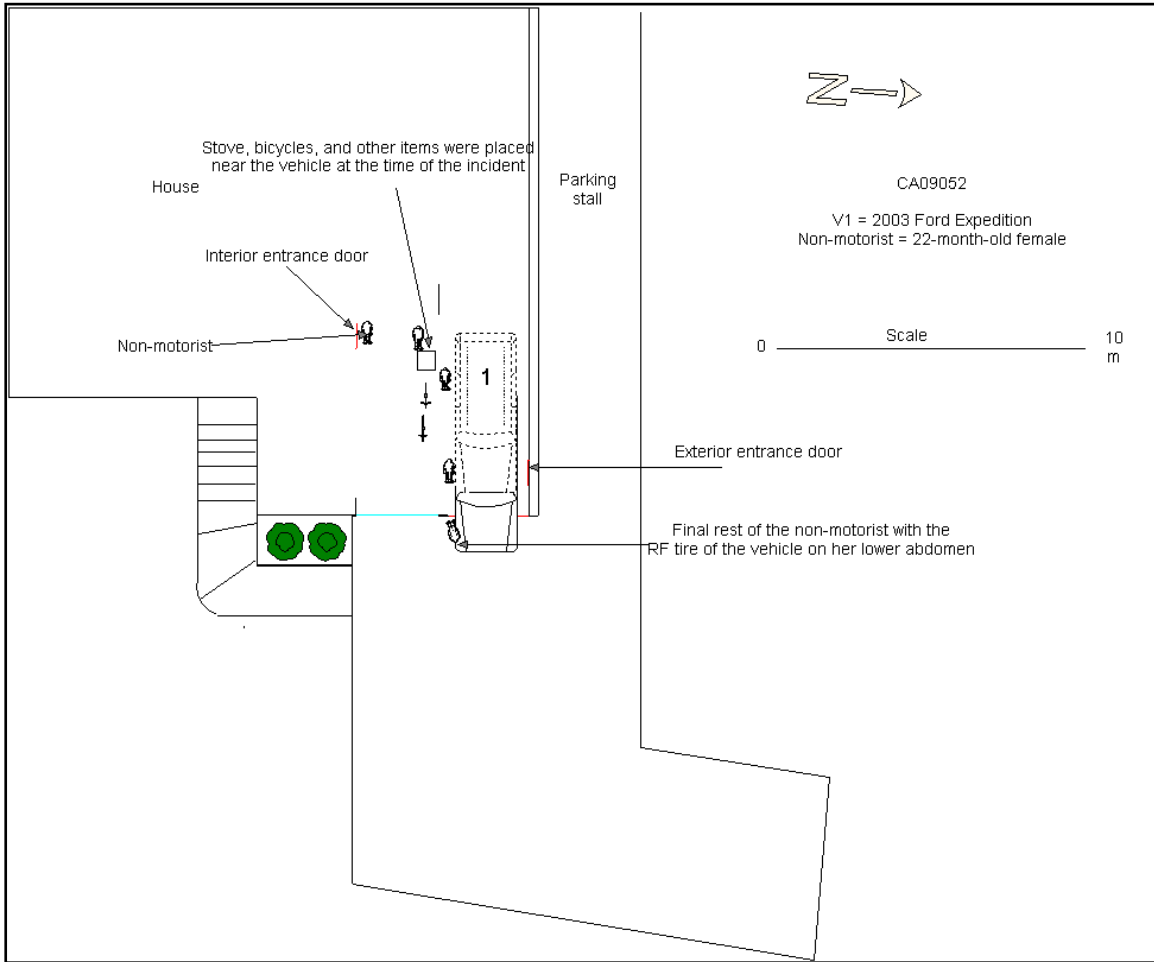 Stove, bicycles, and other items were placed
near the vehicle at the time of the incident
House
Parking
stall
N
CA09052
V1 = 2003 Ford Expedition
Non-motorist = 22-month-old female
Interior entrance door
Non-motorist
1
0
Scale
10
m
Exterior entrance door
Final rest of the non-motorist with the
RF tire of the vehicle on her lower abdomen